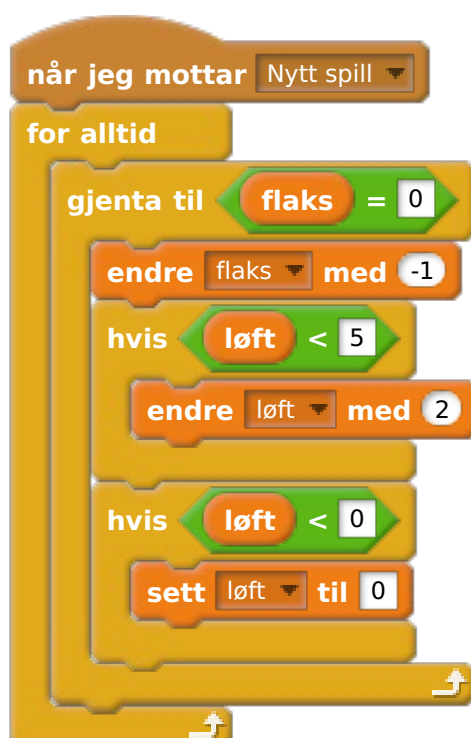 når jeg mottar Nytt spill
for alltid
gjenta til flaks = 0
endre flaks med -1
hvis løft < 5
endre løft med 2
hvis løft < 0
sett løft til 0